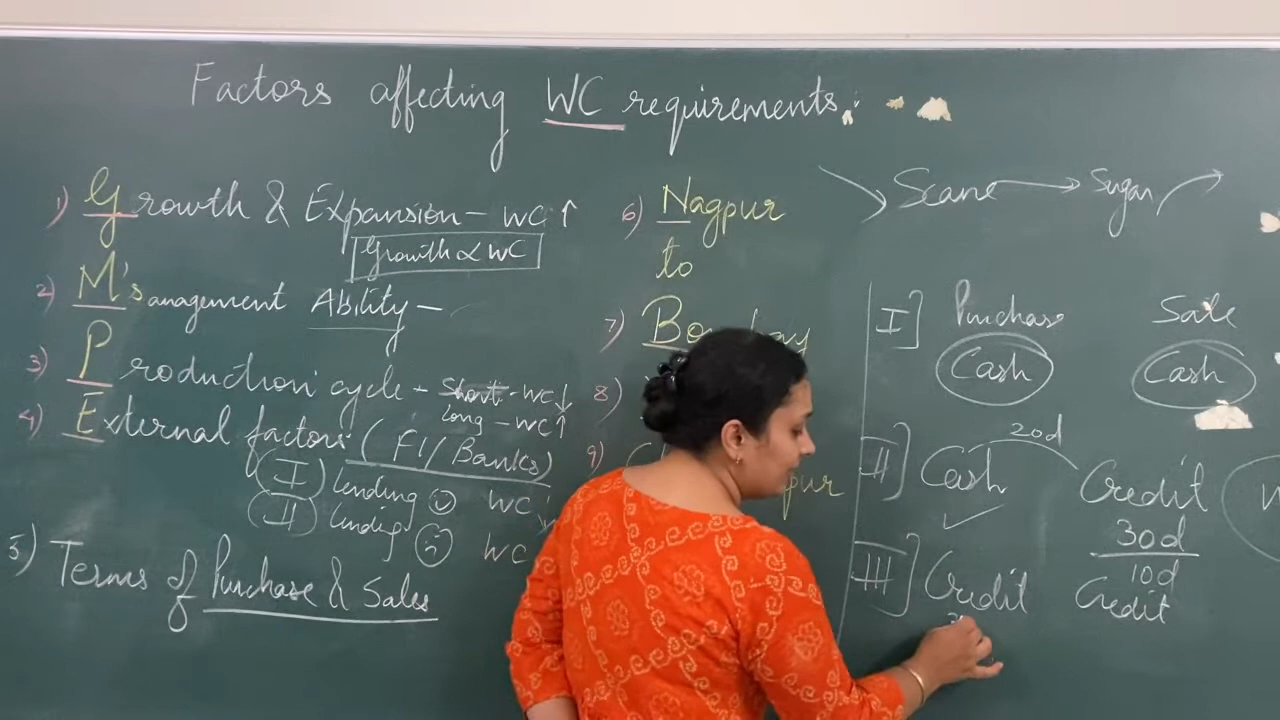 Factors affecting WC requirements.
1) Growth & Expansion - WC ↑
Growth ∝ WC
2) M'sanagement Ability -
3) Production cycle - Short - WC ↓
Long - WC ↑
4) External factors: (FI/Banks)
(I) lending ☺ WC
(II) lending ☹ WC
5) Terms of Purchase & Sales
6) Nagpur
to
7)
8)
9)
→ Scane → Sugar →
I] Purchase Sale
Cash Cash
20d
II] Cash Credit
✓ 30d
10d
III] Credit Credit